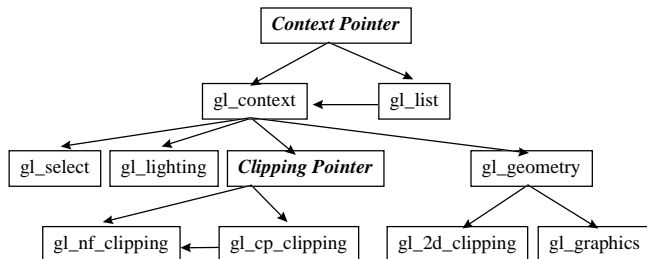 Context Pointer
gl_context
gl_list
gl_select
gl_lighting
Clipping Pointer
gl_geometry
gl_nf_clipping
gl_cp_clipping
gl_2d_clipping
gl_graphics